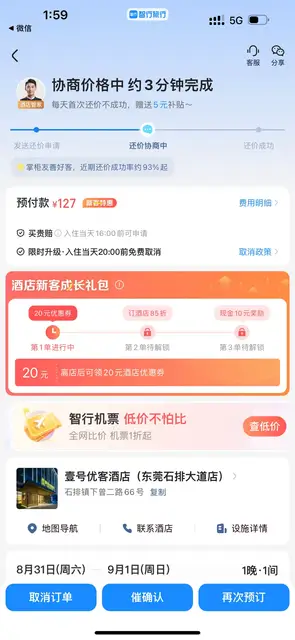 1:59
智行旅行
5G
微信
客服
分享
协商价格中 约3分钟完成
每天首次还价不成功，赠送5元补贴~
酒店管家
发送还价申请
还价协商中
还价成功
掌柜友善好客，近期还价成功率约93%起
预付款 ¥127
费用明细
买贵赔
入住当天16:00前可申请
限时升级·入住当天20:00前免费取消
取消政策
酒店新客成长礼包
20元优惠券
订酒店85折
现金10元奖励
第1单进行中
第2单待解锁
第3单待解锁
20元
离店后可领20元酒店优惠券
智行机票 低价不怕比
全网比价 机票1折起
查低价
壹号优客酒店（东莞石排大道店）
石排镇下曾二路66号 复制
地图导航
联系酒店
设施详情
8月31日(周六) — 9月1日(周日)
1晚·1间
取消订单
催确认
再次预订